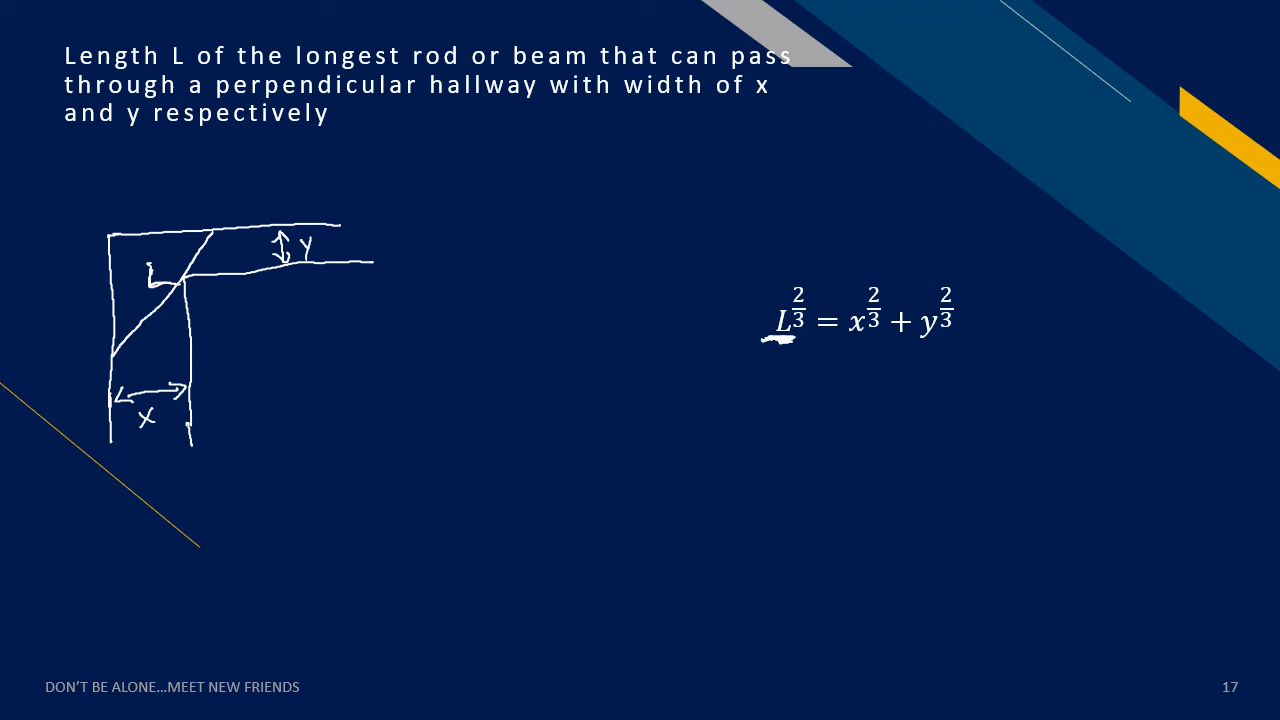 Length L of the longest rod or beam that can pass
through a perpendicular hallway with width of x
and y respectively
Y
L
X
L^{2/3} = x^{2/3} + y^{2/3}
DON'T BE ALONE…MEET NEW FRIENDS
17